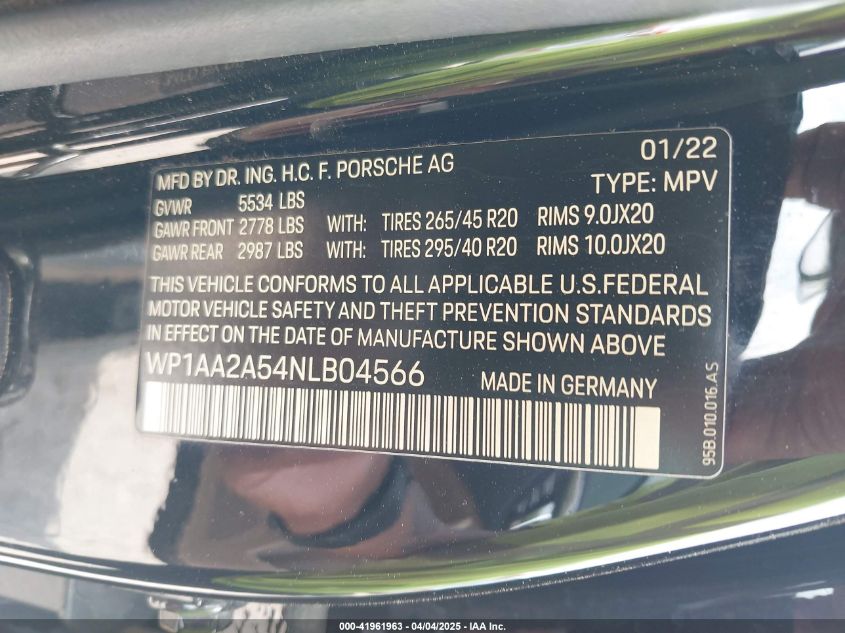 MFD BY DR. ING. H.C. F. PORSCHE AG 01/22
GVWR 5534 LBS TYPE: MPV
GAWR FRONT 2778 LBS WITH: TIRES 265/45 R20 RIMS 9.0JX20
GAWR REAR 2987 LBS WITH: TIRES 295/40 R20 RIMS 10.0JX20
THIS VEHICLE CONFORMS TO ALL APPLICABLE U.S.FEDERAL
MOTOR VEHICLE SAFETY AND THEFT PREVENTION STANDARDS
IN EFFECT ON THE DATE OF MANUFACTURE SHOWN ABOVE
WP1AA2A54NLB04566 MADE IN GERMANY
95B.010.016.AS
000-41961963 - 04/04/2025 - IAA Inc.